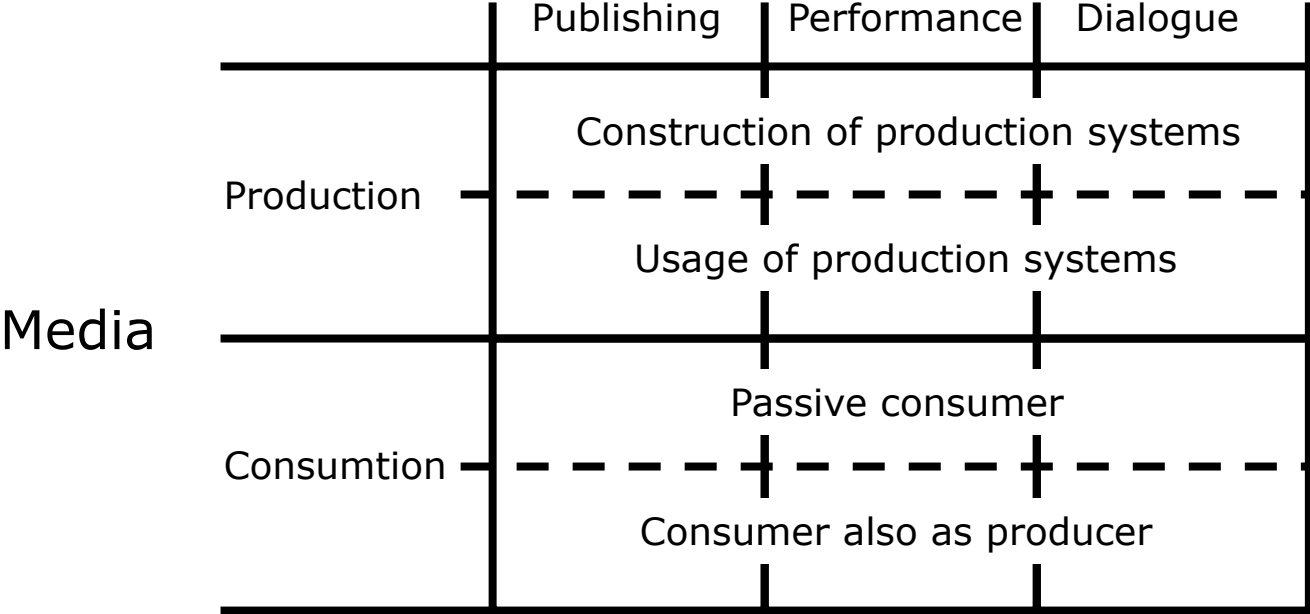 Publishing Performance Dialogue
Construction of production systems
Production
Usage of production systems
Media
Passive consumer
Consumtion
Consumer also as producer